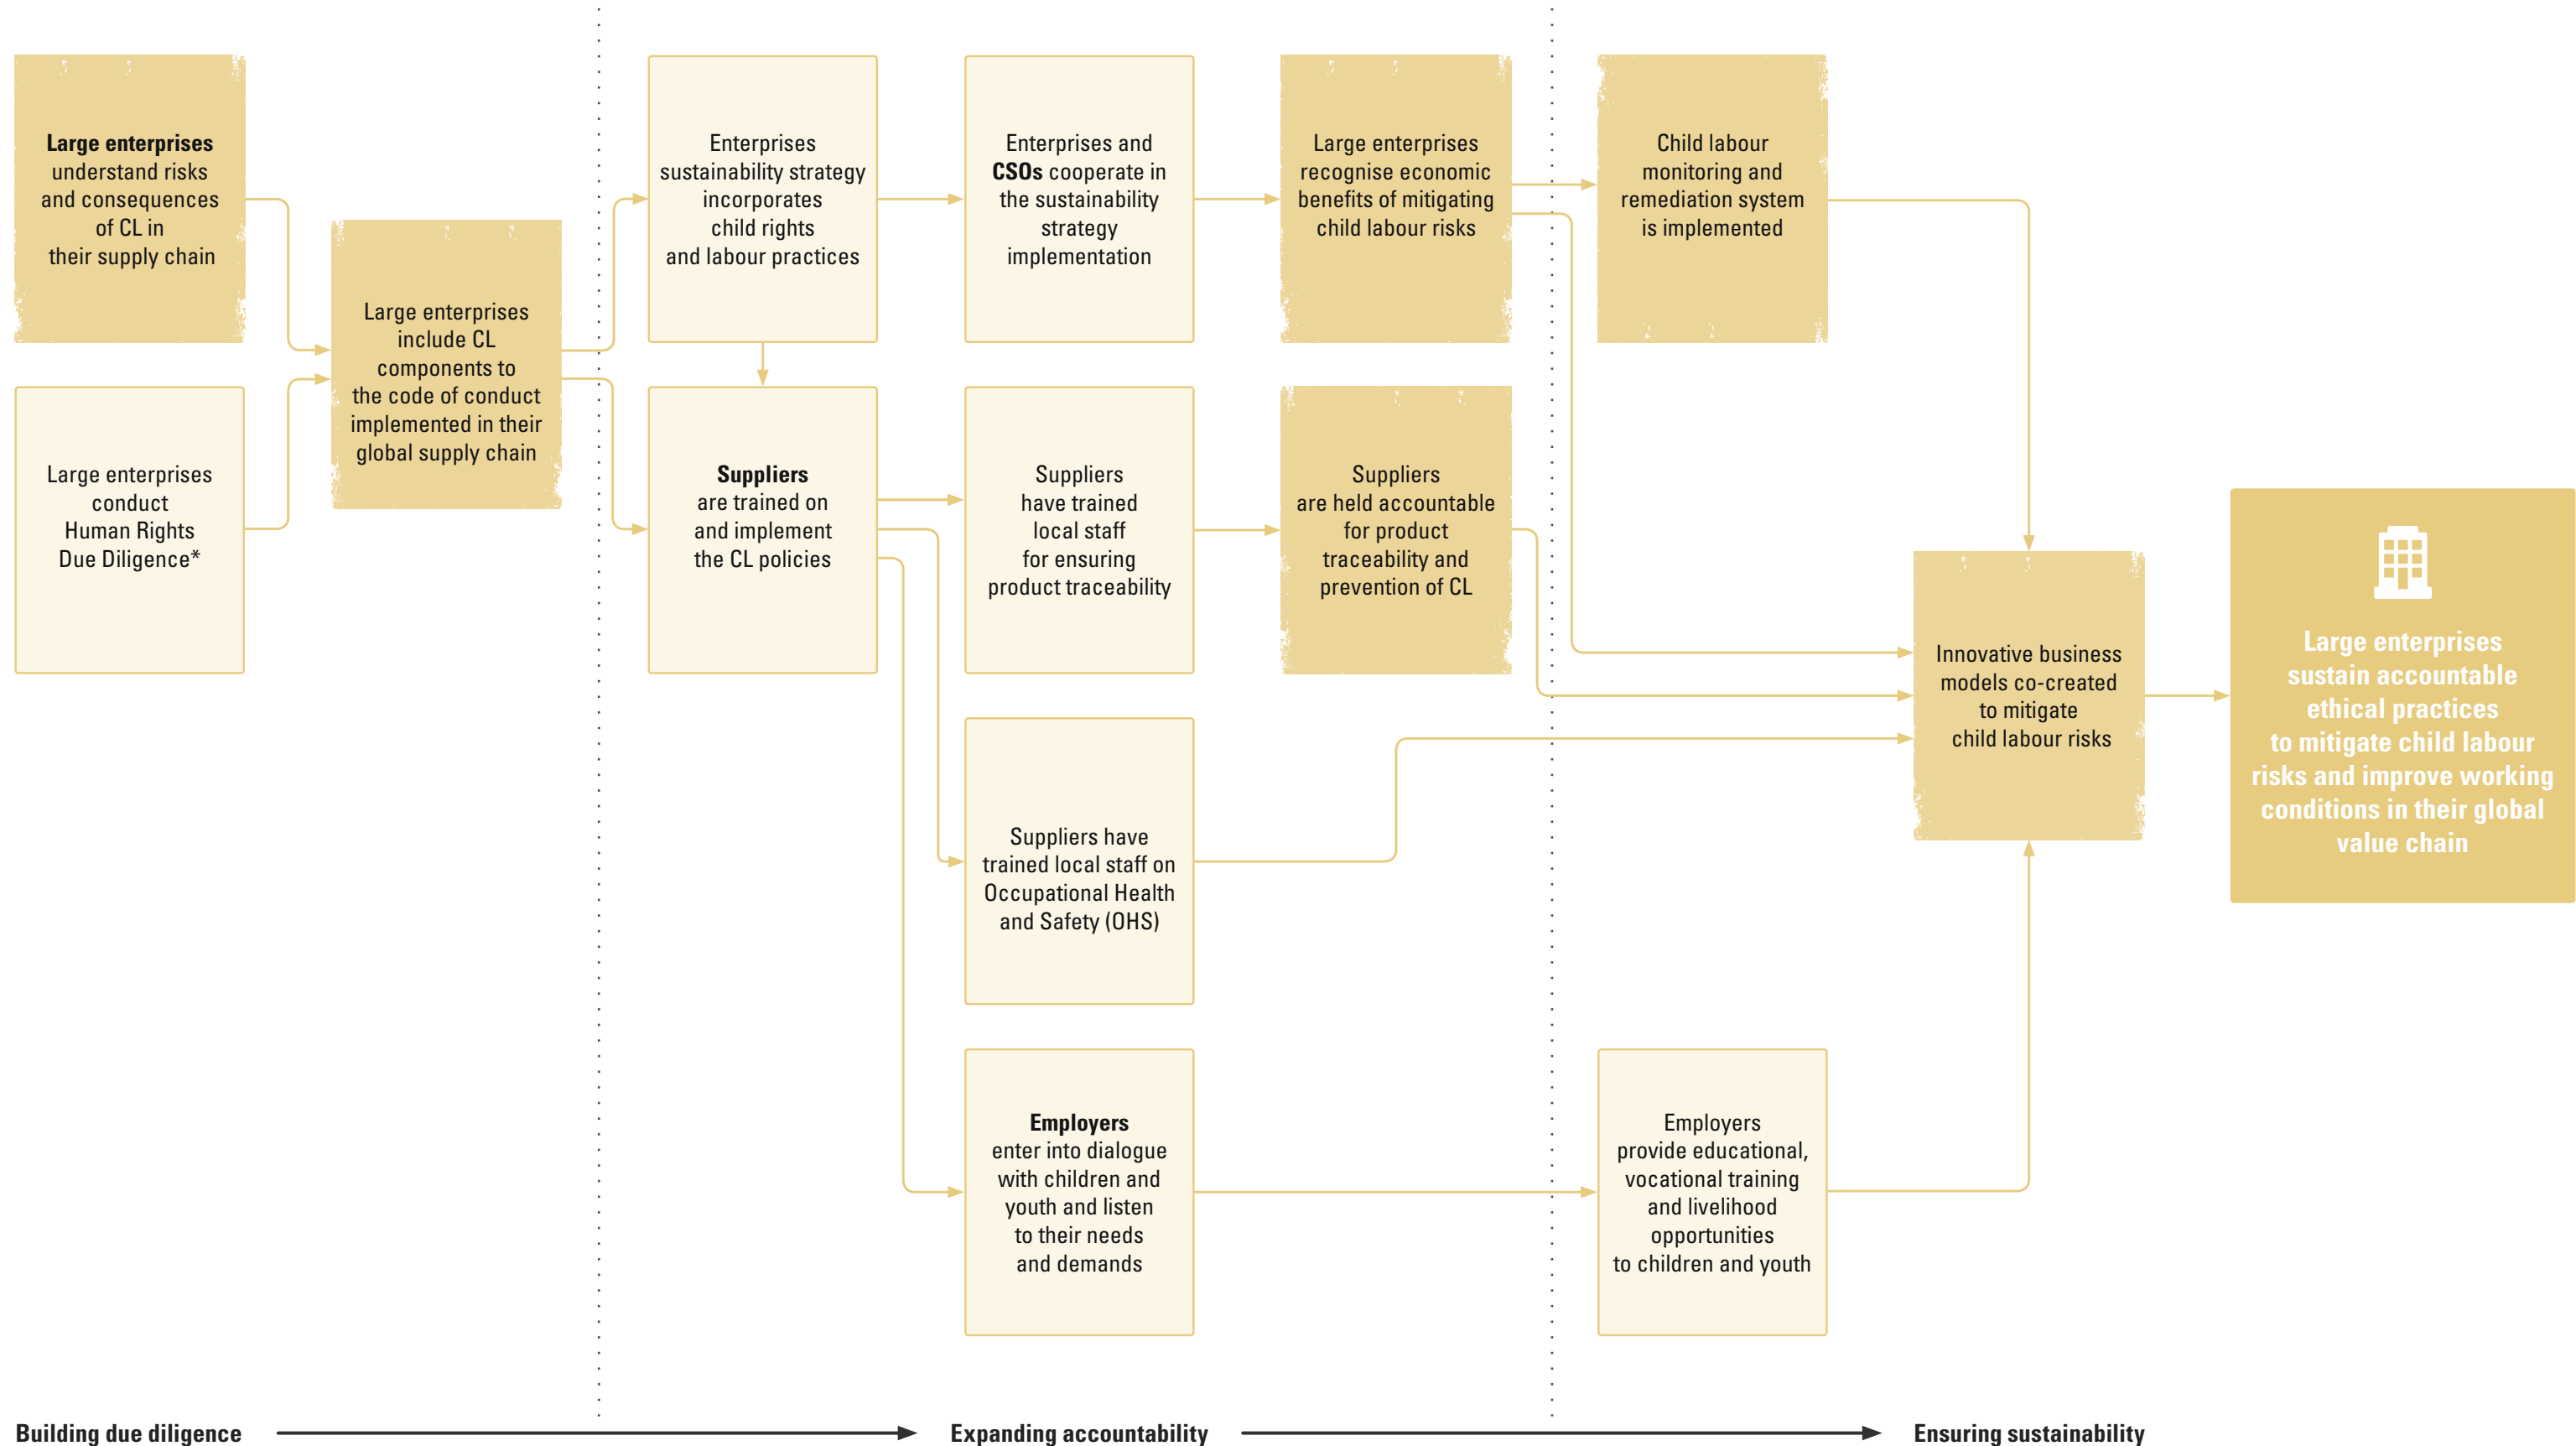 Large enterprises
understand risks
and consequences
of CL in
their supply chain
Large enterprises
conduct
Human Rights
Due Diligence*
Large enterprises
include CL
components to
the code of conduct
implemented in their
global supply chain
Enterprises
sustainability strategy
incorporates
child rights
and labour practices
Enterprises and
CSOs cooperate in
the sustainability
strategy
implementation
Large enterprises
recognise economic
benefits of mitigating
child labour risks
Child labour
monitoring and
remediation system
is implemented
Suppliers
are trained on
and implement
the CL policies
Suppliers
have trained
local staff
for ensuring
product traceability
Suppliers
are held accountable
for product
traceability and
prevention of CL
Suppliers have
trained local staff on
Occupational Health
and Safety (OHS)
Employers
enter into dialogue
with children and
youth and listen
to their needs
and demands
Employers
provide educational,
vocational training
and livelihood
opportunities
to children and youth
Innovative business
models co-created
to mitigate
child labour risks
Large enterprises
sustain accountable
ethical practices
to mitigate child labour
risks and improve working
conditions in their global
value chain
Building due diligence
Expanding accountability
Ensuring sustainability